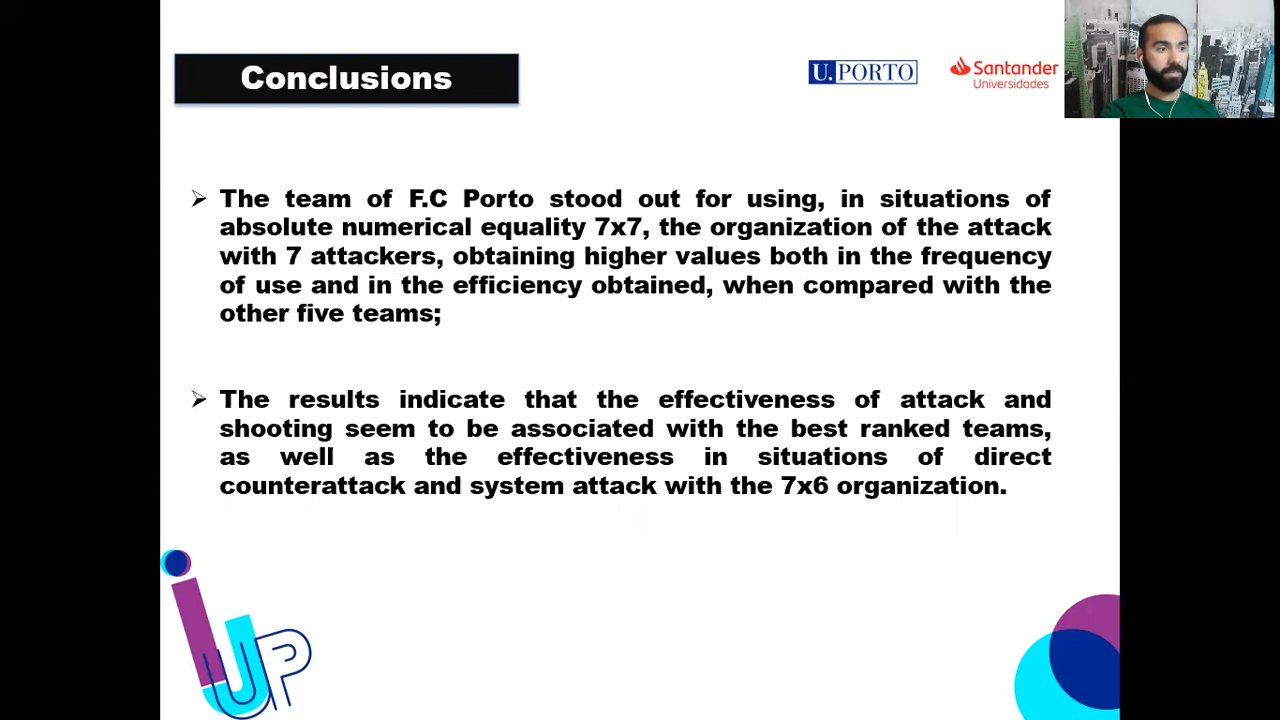 Conclusions
U.PORTO
Santander
Universidades
The team of F.C Porto stood out for using, in situations of
absolute numerical equality 7x7, the organization of the attack
with 7 attackers, obtaining higher values both in the frequency
of use and in the efficiency obtained, when compared with the
other five teams;
The results indicate that the effectiveness of attack and
shooting seem to be associated with the best ranked teams,
as well as the effectiveness in situations of direct
counterattack and system attack with the 7x6 organization.
iUP